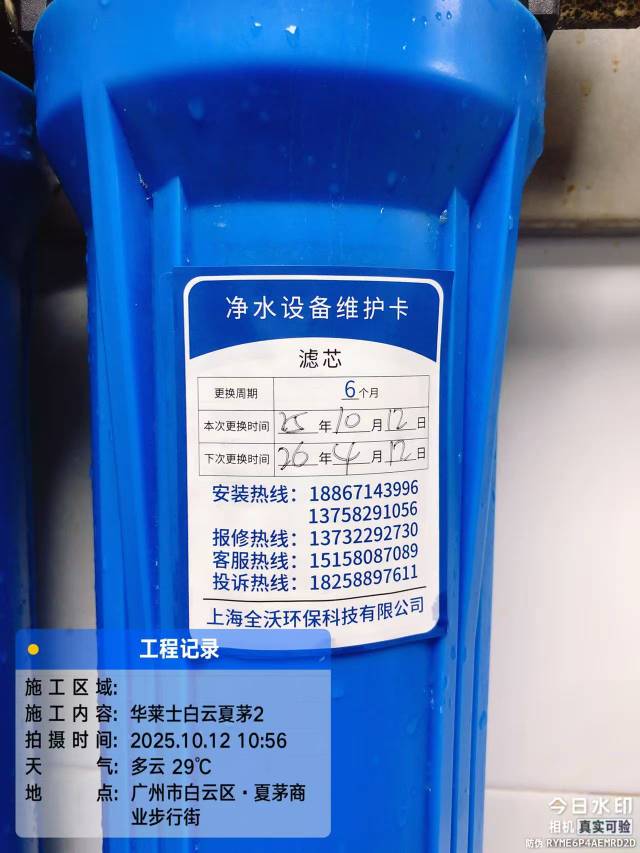 净水设备维护卡
滤芯
更换周期 6个月
本次更换时间 25年10月12日
下次更换时间 26年4月12日
安装热线：18867143996
13758291056
报修热线：13732292730
客服热线：15158087089
投诉热线：18258897611
上海全沃环保科技有限公司
工程记录
施工区域:
施工内容: 华莱士白云夏茅2
拍摄时间: 2025.10.12 10:56
天气: 多云 29℃
地点: 广州市白云区·夏茅商
业步行街
今日水印
相机 真实可验
防伪 RYME6P4AEMRD2D